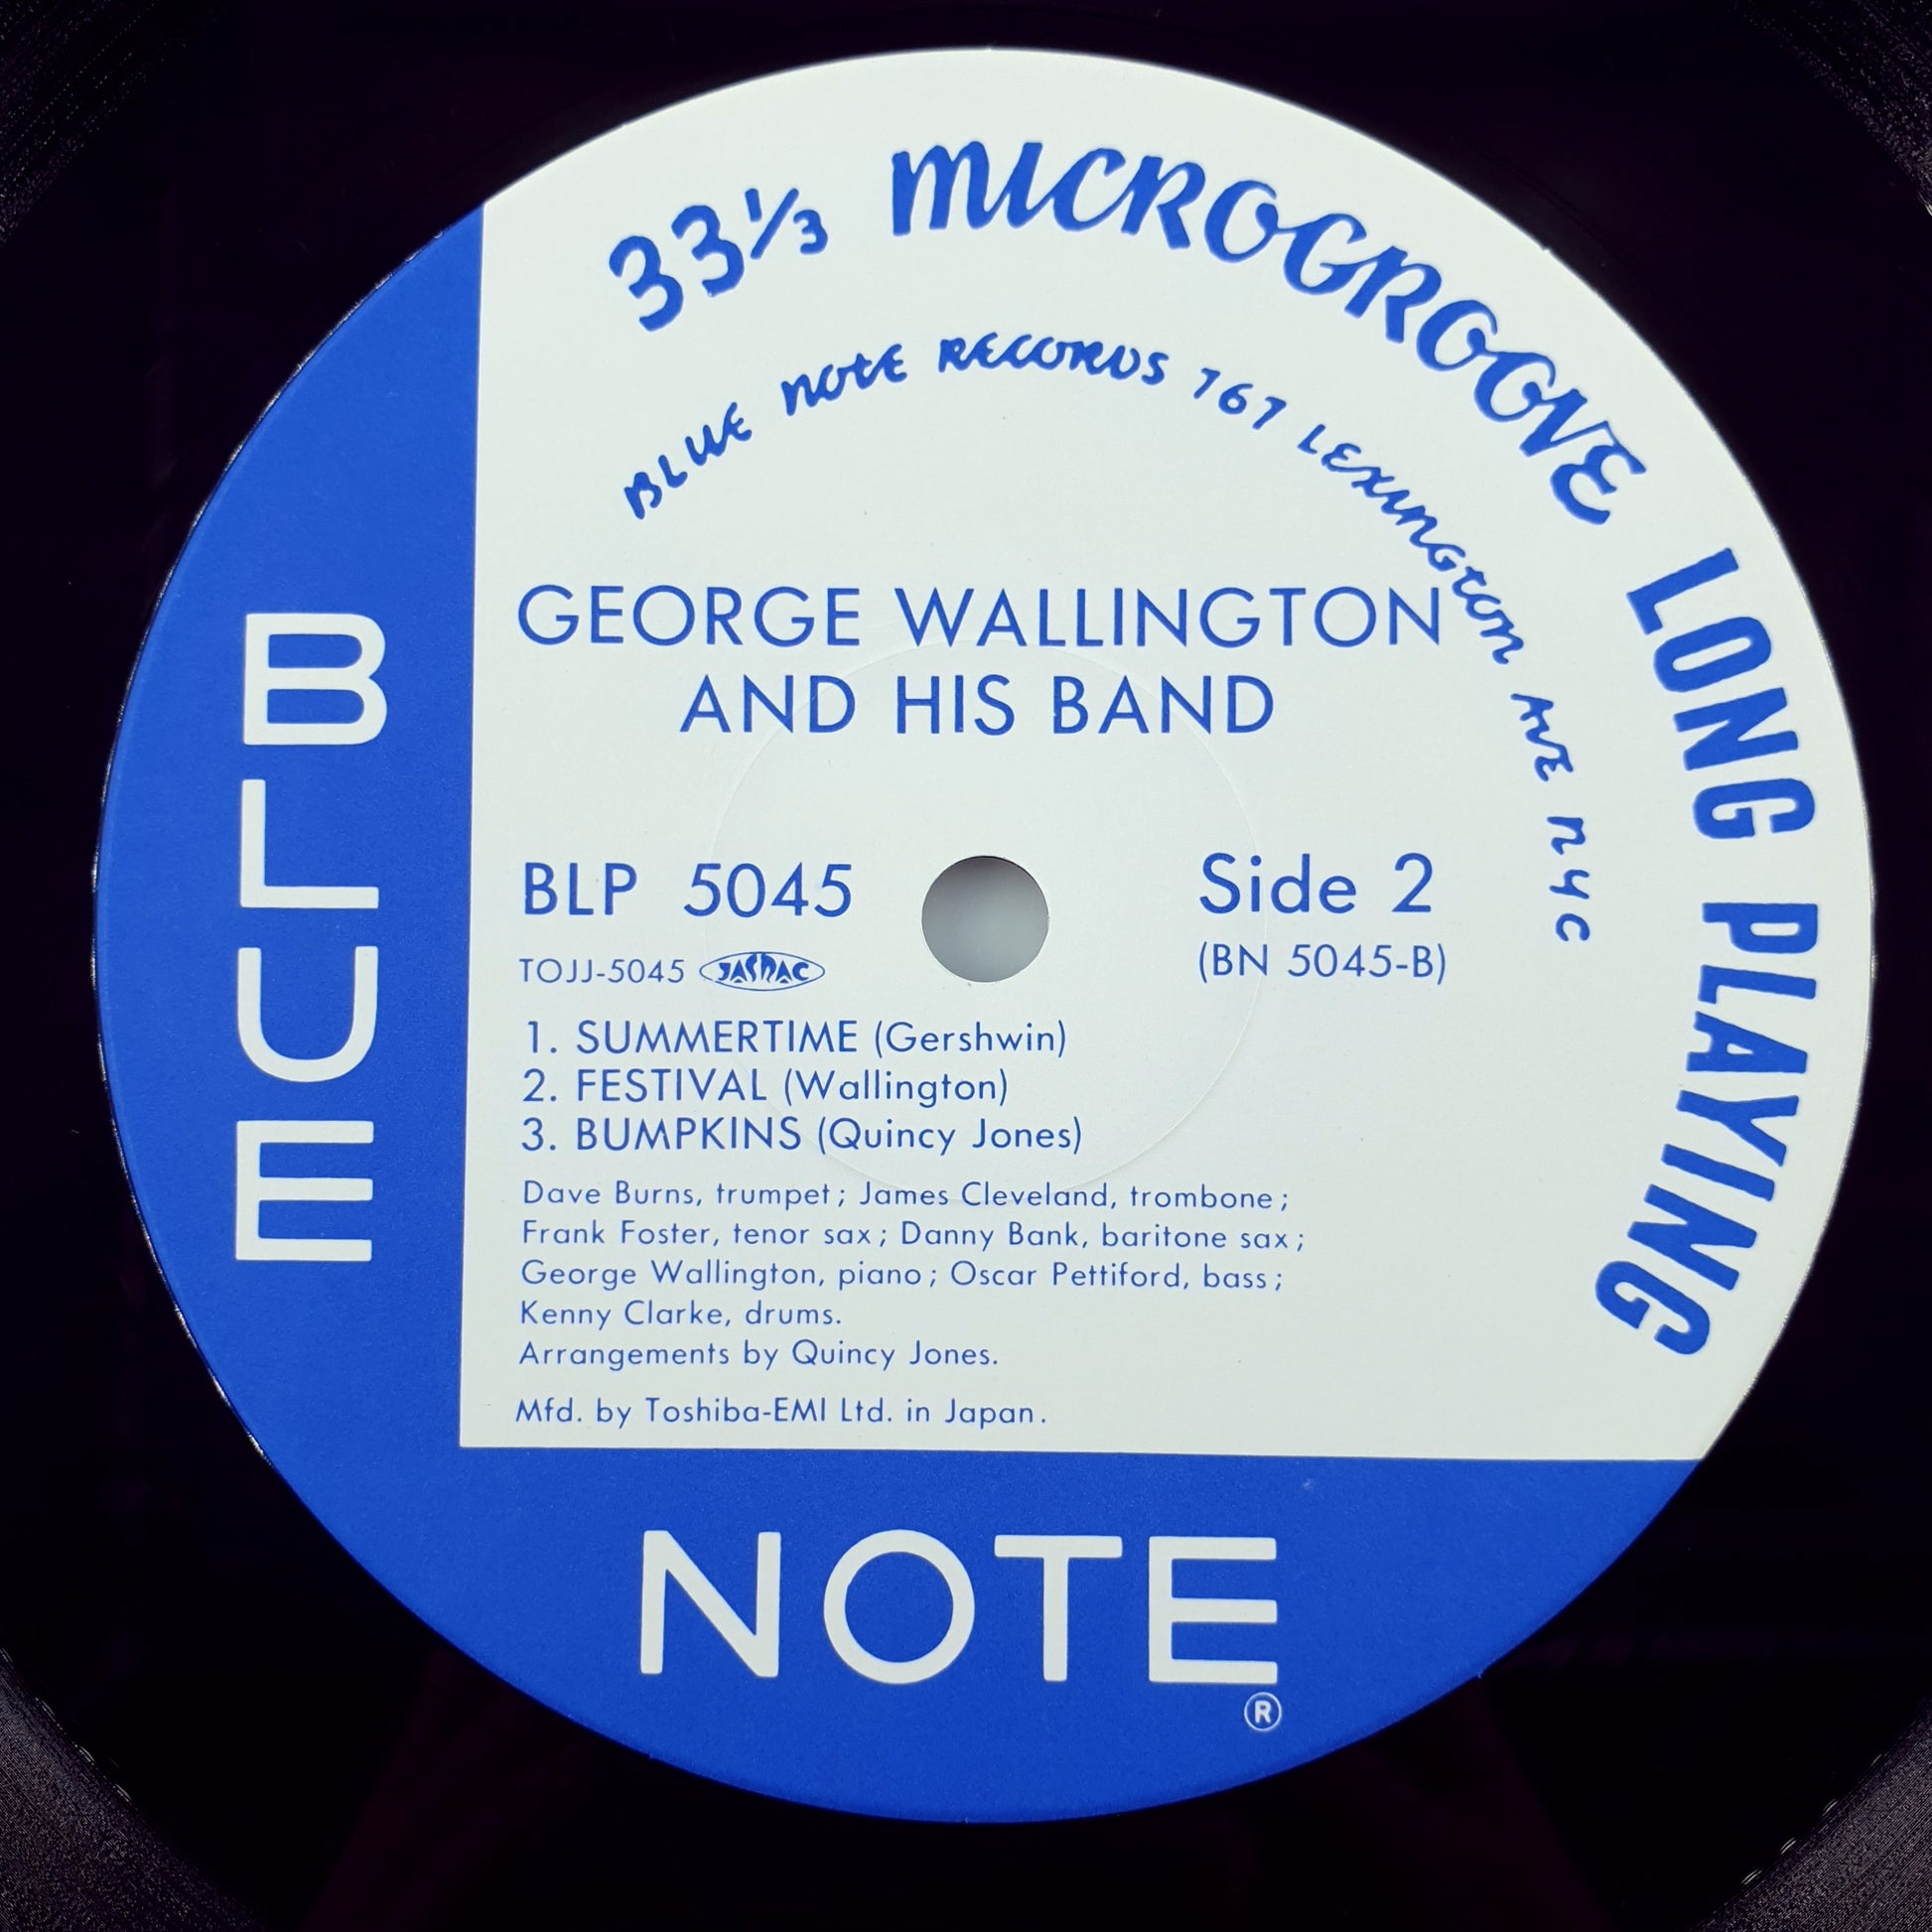 33⅓ MICROGROOVE LONG PLAYING
BLUE NOTE RECORDS 767 LEXINGTON AVE NYC
GEORGE WALLINGTON
AND HIS BAND
BLP 5045 Side 2
TOJJ-5045 JASRAC (BN 5045-B)
1. SUMMERTIME (Gershwin)
2. FESTIVAL (Wallington)
3. BUMPKINS (Quincy Jones)
Dave Burns, trumpet; James Cleveland, trombone;
Frank Foster, tenor sax; Danny Bank, baritone sax;
George Wallington, piano; Oscar Pettiford, bass;
Kenny Clarke, drums.
Arrangements by Quincy Jones.
Mfd. by Toshiba-EMI Ltd. in Japan.
BLUE
NOTE
®